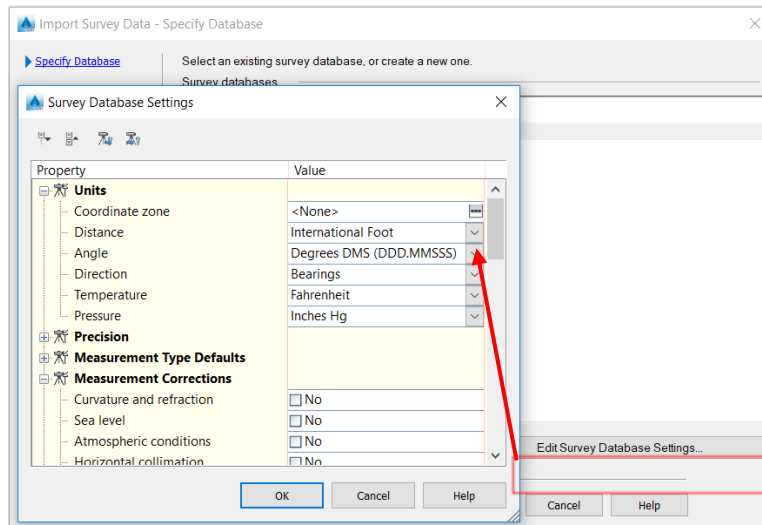 Import Survey Data - Specify Database
Specify Database
Select an existing survey database, or create a new one.
Survey databases
Survey Database Settings
Property Value
Units
Coordinate zone <None>
Distance International Foot
Angle Degrees DMS (DDD.MMSSS)
Direction Bearings
Temperature Fahrenheit
Pressure Inches Hg
Precision
Measurement Type Defaults
Measurement Corrections
Curvature and refraction No
Sea level No
Atmospheric conditions No
Horizontal collimation No
Edit Survey Database Settings...
OK Cancel Help
Cancel Help